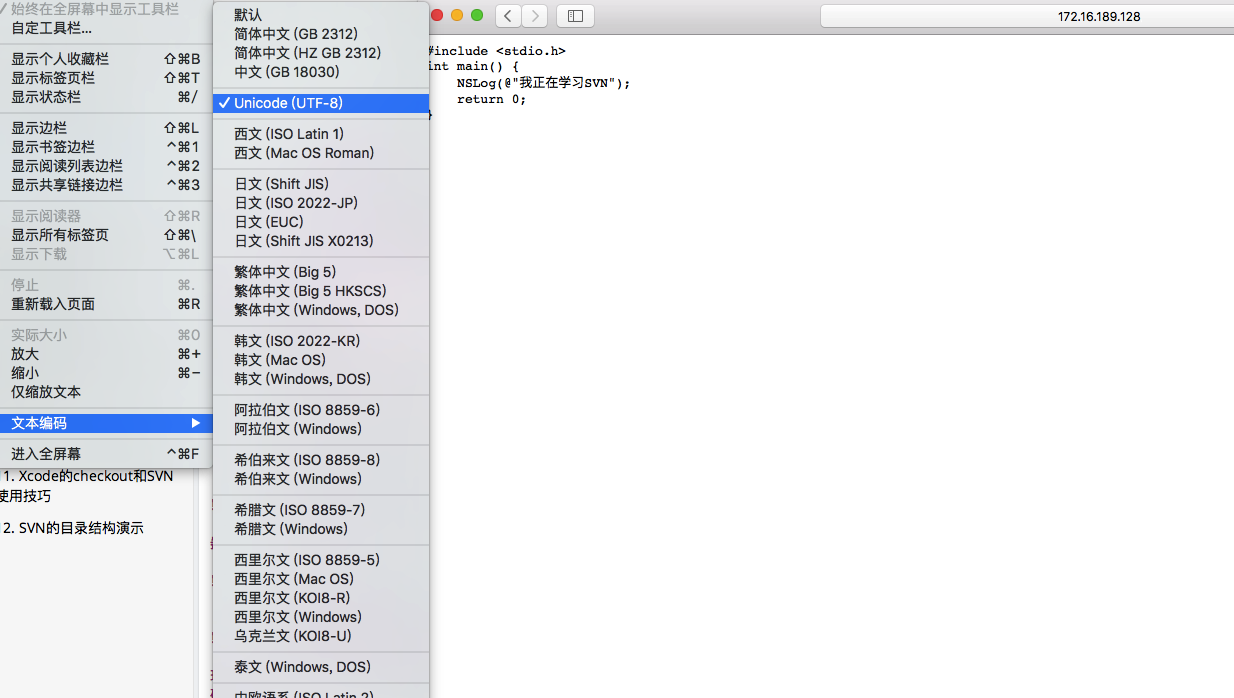 始终在全屏幕中显示工具栏
自定工具栏...
显示个人收藏栏 ⇧⌘B
显示标签页栏 ⇧⌘T
显示状态栏 ⌘/
显示边栏 ⇧⌘L
显示书签边栏 ^⌘1
显示阅读列表边栏 ^⌘2
显示共享链接边栏 ^⌘3
显示阅读器 ⇧⌘R
显示所有标签页 ⇧⌘\
显示下载 ⌥⌘L
停止 ⌘.
重新载入页面 ⌘R
实际大小 ⌘0
放大 ⌘+
缩小 ⌘−
仅缩放文本
文本编码 ▶
进入全屏幕 ^⌘F
11. Xcode的checkout和SVN
使用技巧
12. SVN的目录结构演示
默认
简体中文 (GB 2312)
简体中文 (HZ GB 2312)
中文 (GB 18030)
✓ Unicode (UTF-8)
西文 (ISO Latin 1)
西文 (Mac OS Roman)
日文 (Shift JIS)
日文 (ISO 2022-JP)
日文 (EUC)
日文 (Shift JIS X0213)
繁体中文 (Big 5)
繁体中文 (Big 5 HKSCS)
繁体中文 (Windows, DOS)
韩文 (ISO 2022-KR)
韩文 (Mac OS)
韩文 (Windows, DOS)
阿拉伯文 (ISO 8859-6)
阿拉伯文 (Windows)
希伯来文 (ISO 8859-8)
希伯来文 (Windows)
希腊文 (ISO 8859-7)
希腊文 (Windows)
西里尔文 (ISO 8859-5)
西里尔文 (Mac OS)
西里尔文 (KOI8-R)
西里尔文 (Windows)
乌克兰文 (KOI8-U)
泰文 (Windows, DOS)
中欧语系 (ISO Latin 2)
172.16.189.128
#include <stdio.h>
int main() {
NSLog(@"我正在学习SVN");
return 0;
}